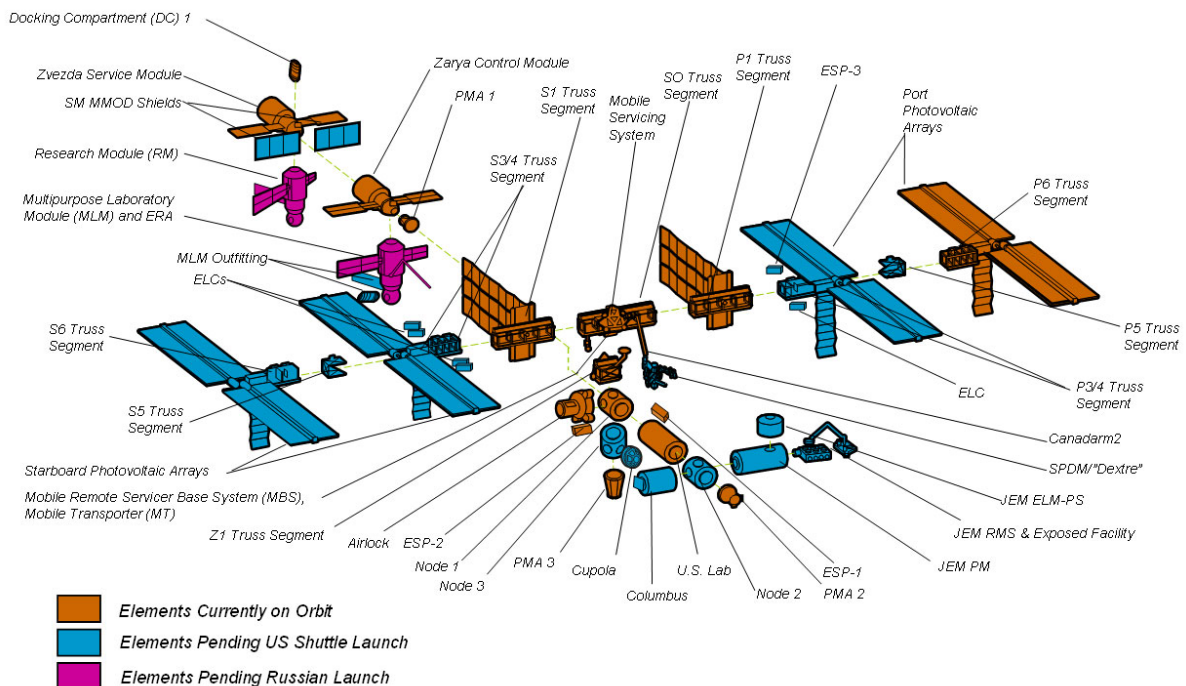 Docking Compartment (DC) 1
Zvezda Service Module
SM MMOD Shields
Research Module (RM)
Multipurpose Laboratory
Module (MLM) and ERA
MLM Outfitting
ELCs
S6 Truss
Segment
S5 Truss
Segment
Starboard Photovoltaic Arrays
Mobile Remote Servicer Base System (MBS),
Mobile Transporter (MT)
Z1 Truss Segment
Zarya Control Module
PMA 1
S1 Truss
Segment
S3/4 Truss
Segment
Mobile
Servicing
System
SO Truss
Segment
P1 Truss
Segment
ESP-3
Port
Photovoltaic
Arrays
P6 Truss
Segment
P5 Truss
Segment
P3/4 Truss
Segment
ELC
Canadarm2
SPDM/"Dextre"
JEM ELM-PS
JEM RMS & Exposed Facility
JEM PM
Airlock
ESP-2
Node 1
Node 3
PMA 3
Cupola
Columbus
U.S. Lab
Node 2
ESP-1
PMA 2
Elements Currently on Orbit
Elements Pending US Shuttle Launch
Elements Pending Russian Launch